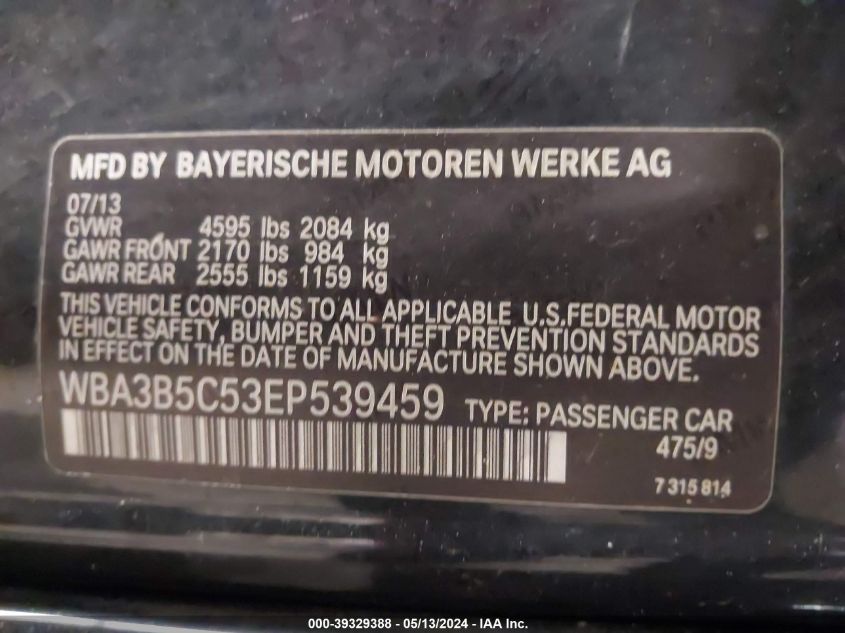 MFD BY BAYERISCHE MOTOREN WERKE AG
07/13
GVWR 4595 lbs 2084 kg
GAWR FRONT 2170 lbs 984 kg
GAWR REAR 2555 lbs 1159 kg
THIS VEHICLE CONFORMS TO ALL APPLICABLE U.S.FEDERAL MOTOR
VEHICLE SAFETY, BUMPER AND THEFT PREVENTION STANDARDS
IN EFFECT ON THE DATE OF MANUFACTURE SHOWN ABOVE.
WBA3B5C53EP539459 TYPE: PASSENGER CAR
475/9
7 315 814
000-39329388 - 05/13/2024 - IAA Inc.